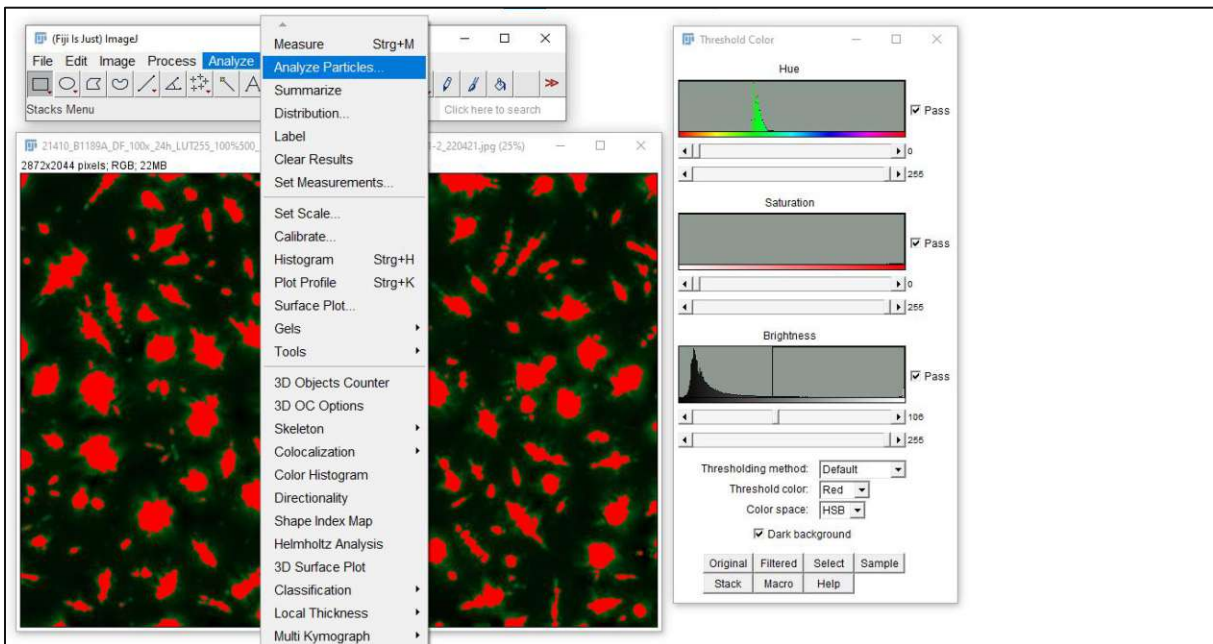 (Fiji Is Just) ImageJ
File Edit Image Process Analyze
Stacks Menu
Click here to search
21410_B1189A_DF_100x_24h_LUT255_100%500_
1-2_220421.jpg (25%)
2872x2044 pixels; RGB; 22MB
Measure Strg+M
Analyze Particles...
Summarize
Distribution...
Label
Clear Results
Set Measurements...
Set Scale...
Calibrate...
Histogram Strg+H
Plot Profile Strg+K
Surface Plot...
Gels
Tools
3D Objects Counter
3D OC Options
Skeleton
Colocalization
Color Histogram
Directionality
Shape Index Map
Helmholtz Analysis
3D Surface Plot
Classification
Local Thickness
Multi Kymograph
Threshold Color
Hue
Pass
0
255
Saturation
Pass
0
255
Brightness
Pass
106
255
Thresholding method: Default
Threshold color: Red
Color space: HSB
Dark background
Original Filtered Select Sample
Stack Macro Help